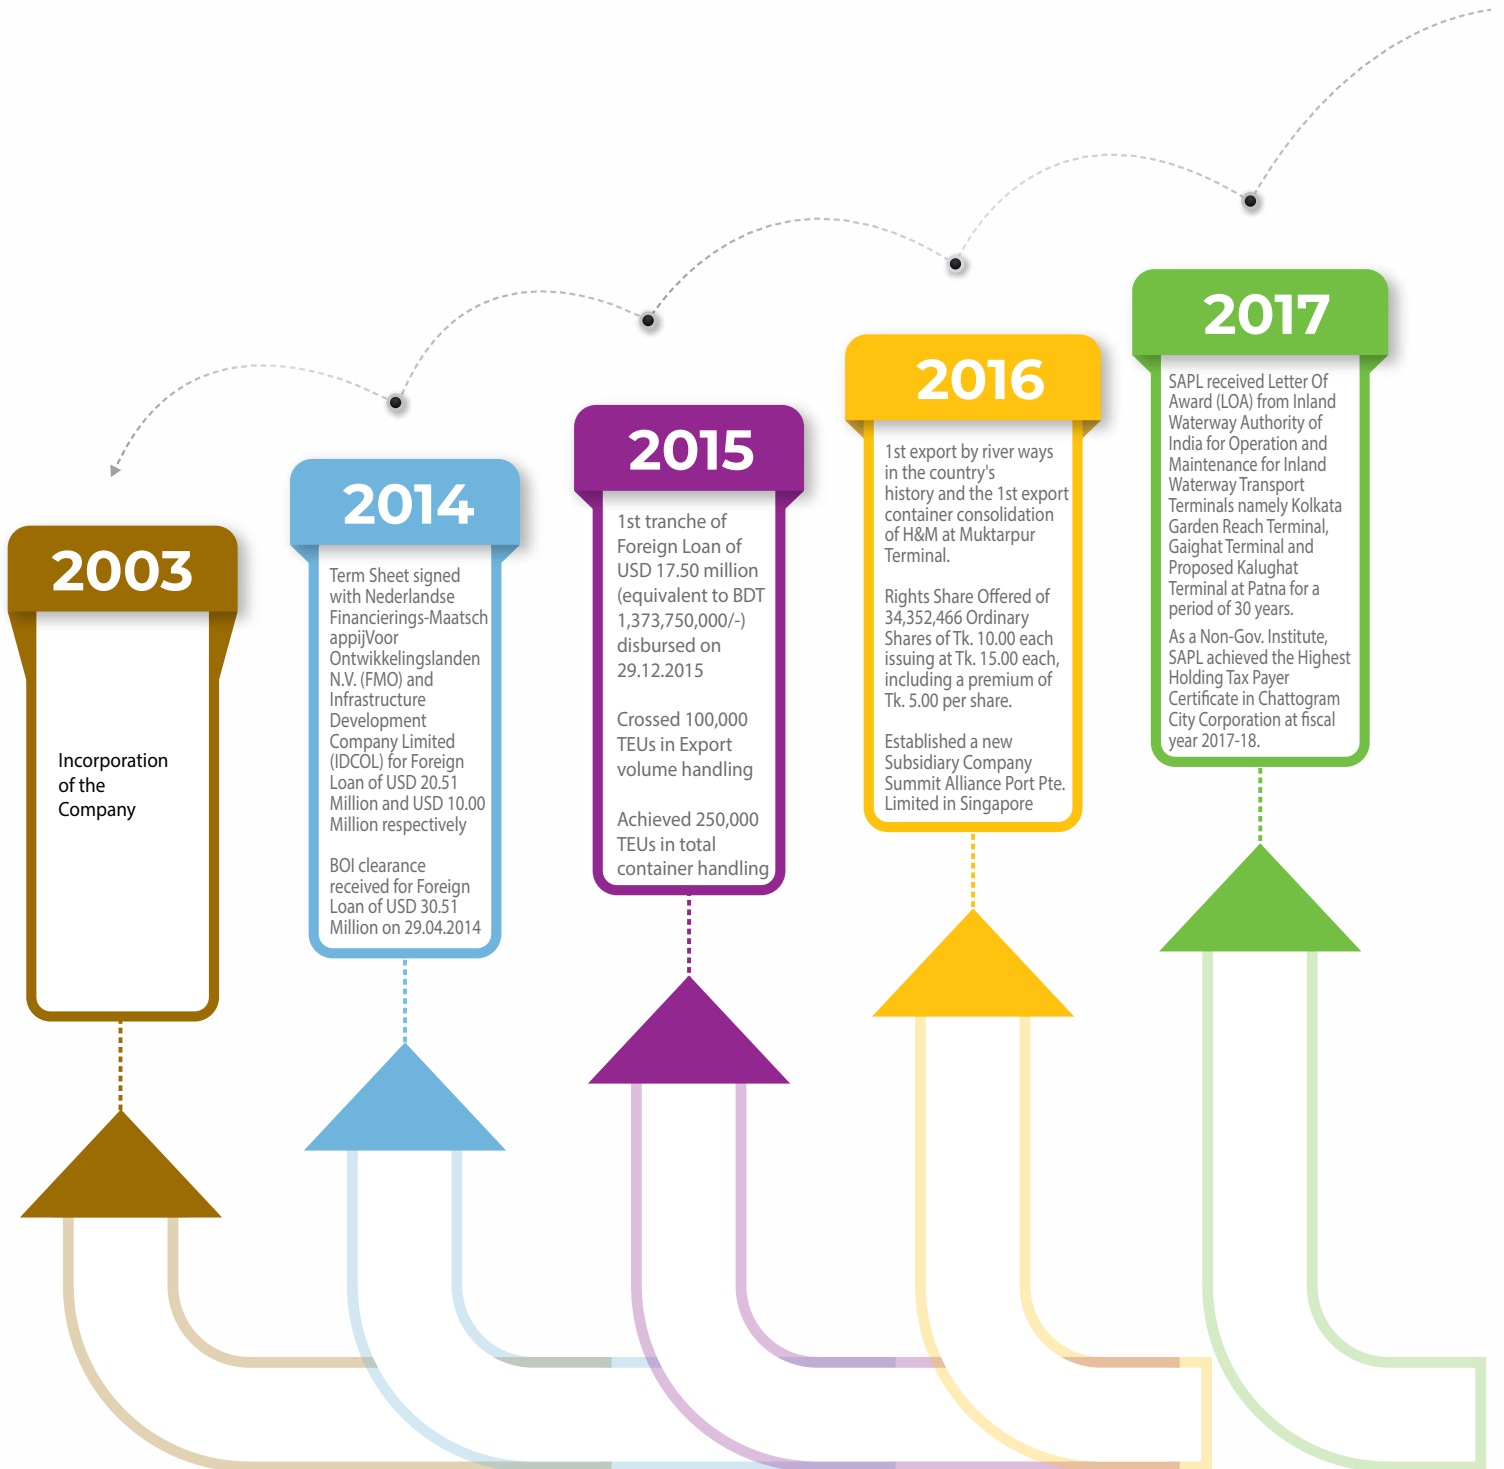 2003
Incorporation
of the
Company
2014
Term Sheet signed
with Nederlandse
Financierings-Maatsch
appijVoor
Ontwikkelingslanden
N.V. (FMO) and
Infrastructure
Development
Company Limited
(IDCOL) for Foreign
Loan of USD 20.51
Million and USD 10.00
Million respectively
BOI clearance
received for Foreign
Loan of USD 30.51
Million on 29.04.2014
2015
1st tranche of
Foreign Loan of
USD 17.50 million
(equivalent to BDT
1,373,750,000/-)
disbursed on
29.12.2015
Crossed 100,000
TEUs in Export
volume handling
Achieved 250,000
TEUs in total
container handling
2016
1st export by river ways
in the country's
history and the 1st export
container consolidation
of H&M at Muktarpur
Terminal.
Rights Share Offered of
34,352,466 Ordinary
Shares of Tk. 10.00 each
issuing at Tk. 15.00 each,
including a premium of
Tk. 5.00 per share.
Established a new
Subsidiary Company
Summit Alliance Port Pte.
Limited in Singapore
2017
SAPL received Letter Of
Award (LOA) from Inland
Waterway Authority of
India for Operation and
Maintenance for Inland
Waterway Transport
Terminals namely Kolkata
Garden Reach Terminal,
Gaighat Terminal and
Proposed Kalughat
Terminal at Patna for a
period of 30 years.
As a Non-Gov. Institute,
SAPL achieved the Highest
Holding Tax Payer
Certificate in Chattogram
City Corporation at fiscal
year 2017-18.